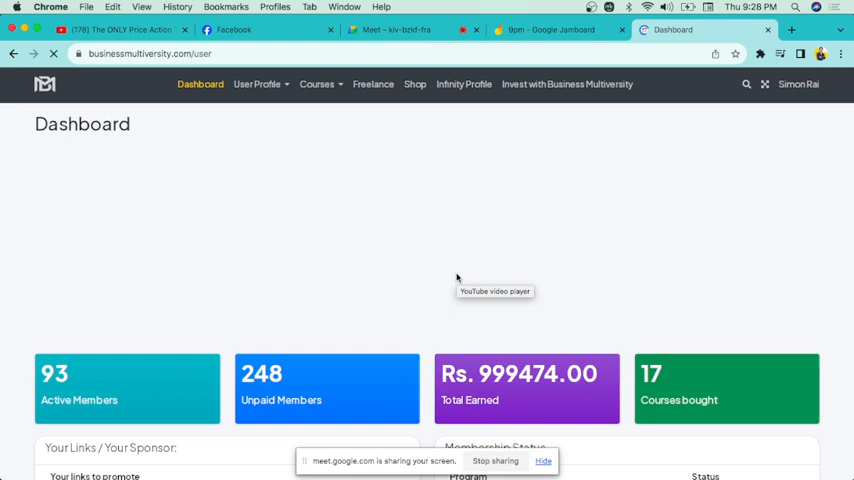 Chrome File Edit View History Bookmarks Profiles Tab Window Help Thu 9:28 PM
(178) The ONLY Price Action Facebook Meet – kiv-bzkf-fra 9pm - Google Jamboard Dashboard
businessmultiversity.com/user
Dashboard User Profile Courses Freelance Shop Infinity Profile Invest with Business Multiversity Simon Rai
Dashboard
YouTube video player
93 248 Rs. 999474.00 17
Active Members Unpaid Members Total Earned Courses bought
Your Links / Your Sponsor: Membership Status
meet.google.com is sharing your screen. Stop sharing Hide
Your links to promote Program Status